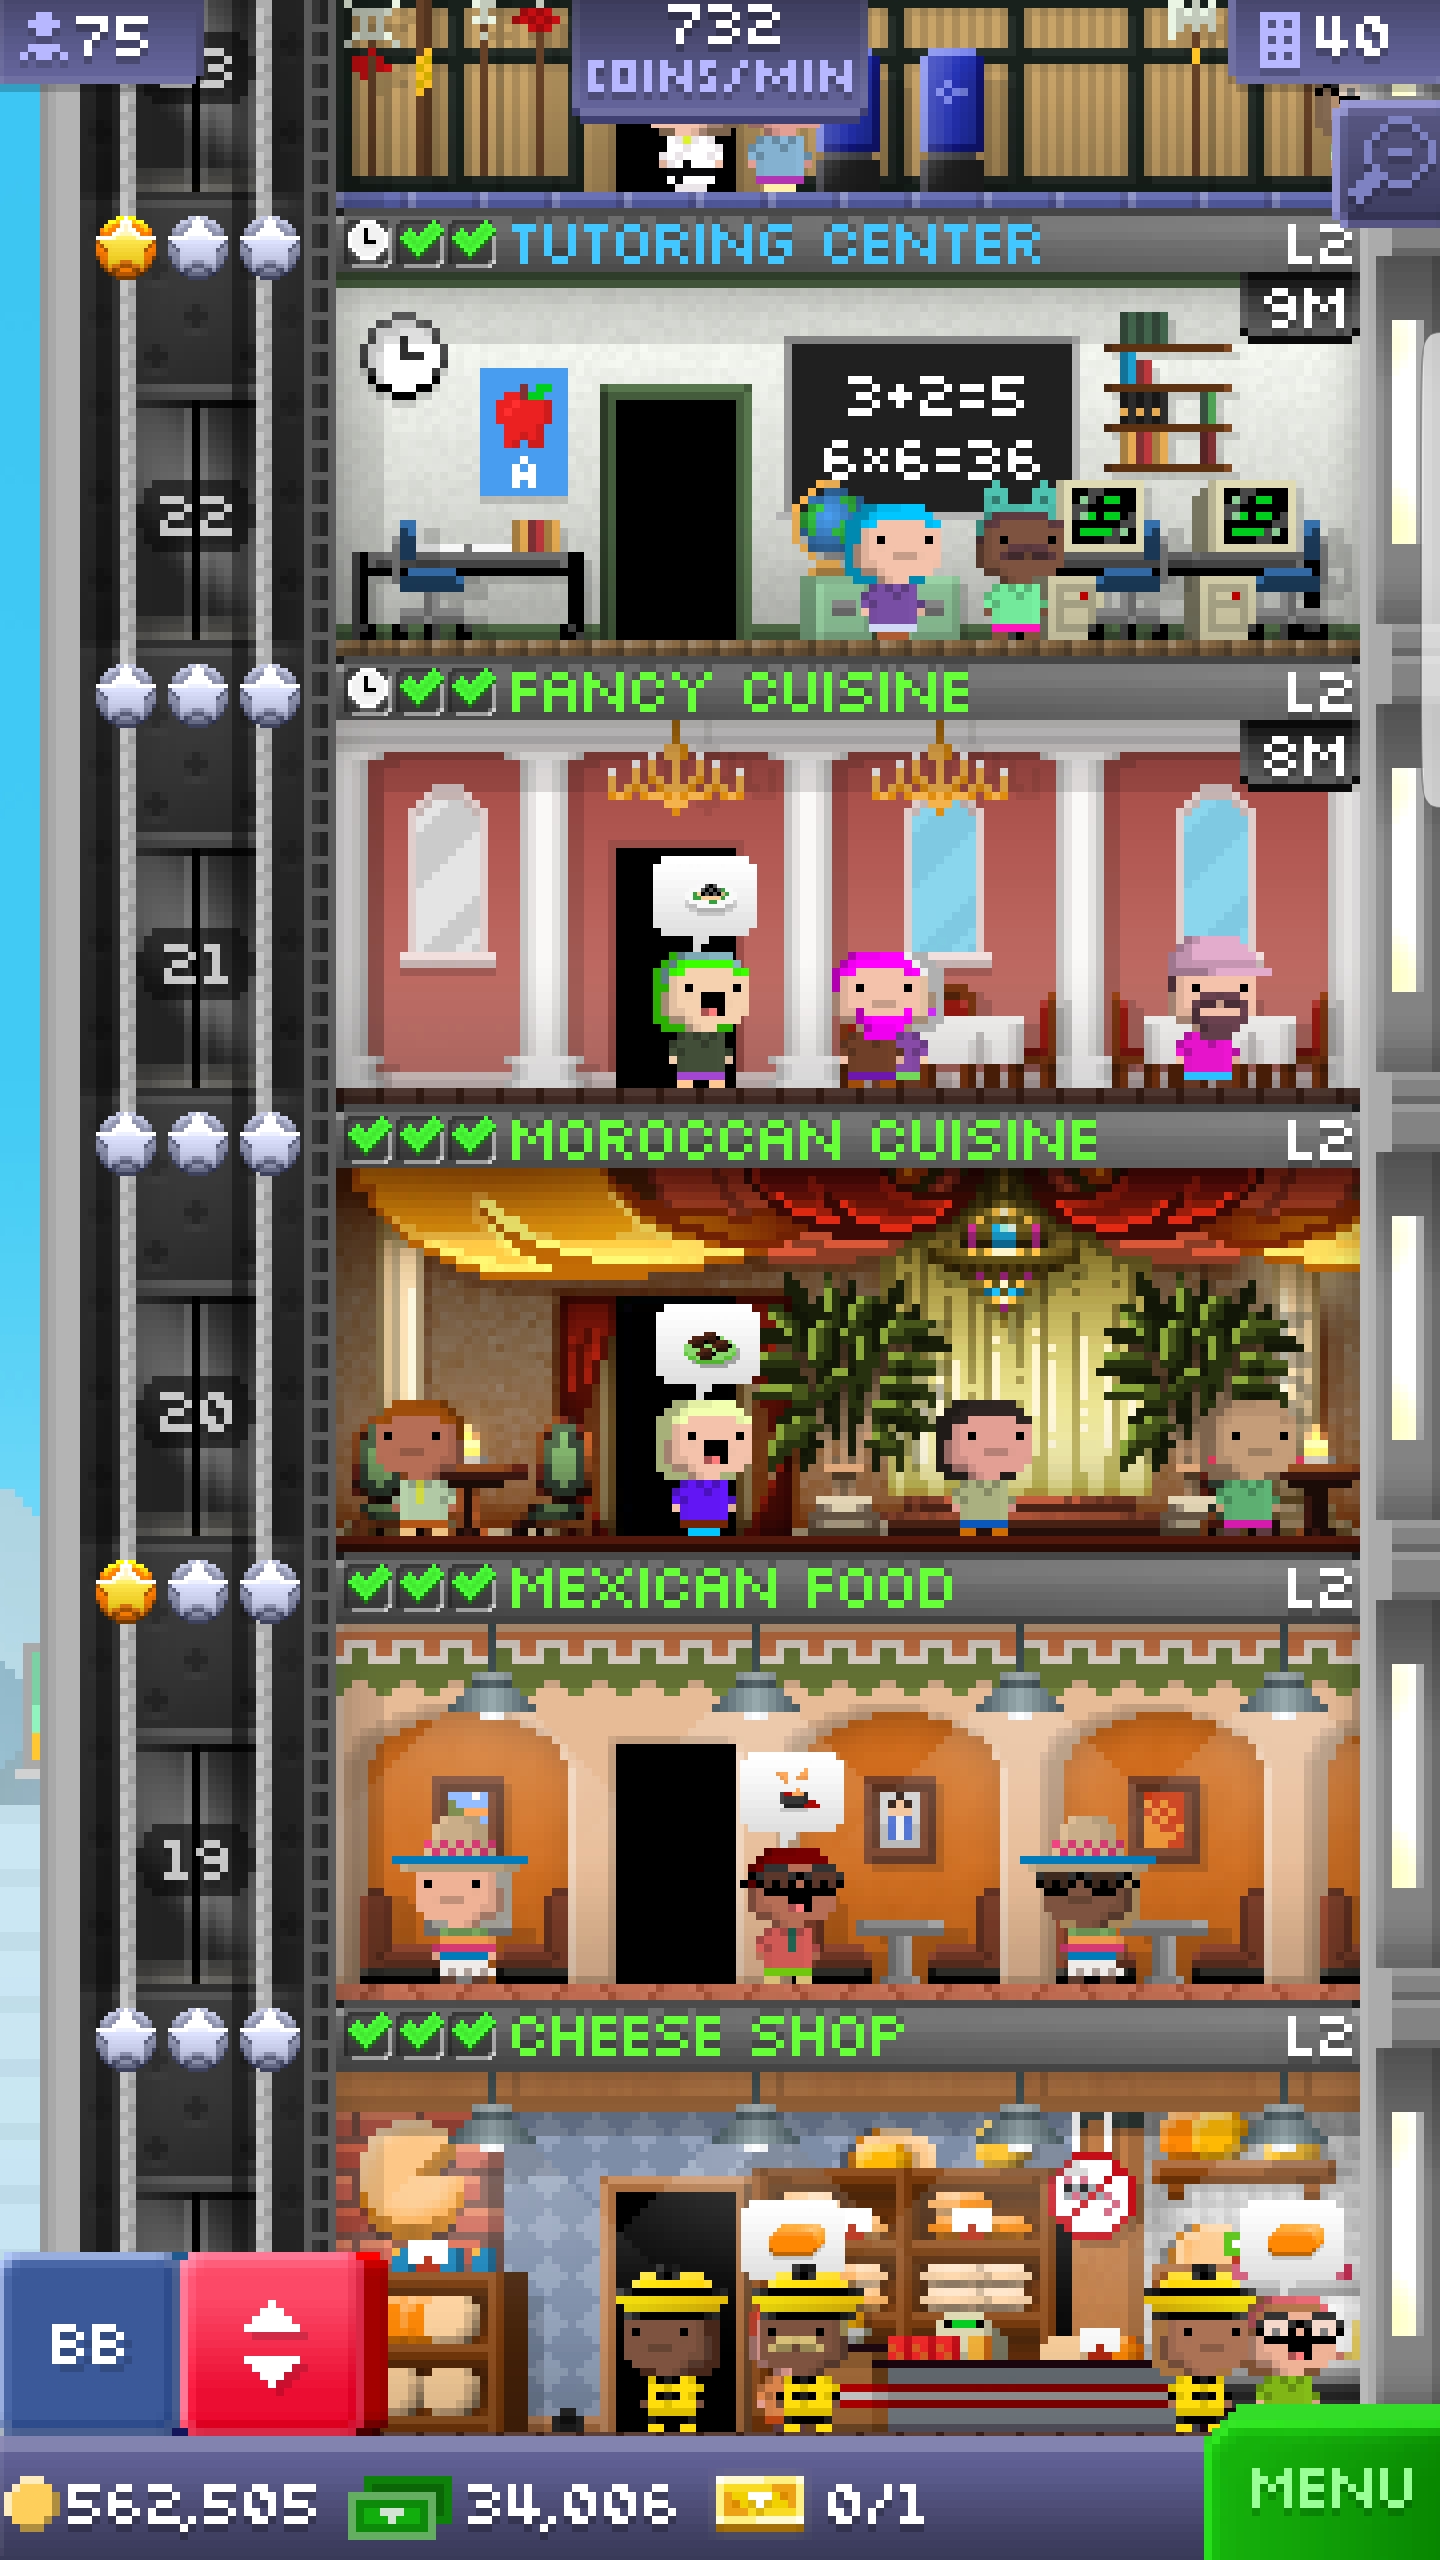 75
732
COINS/MIN
40
TUTORING CENTER L2
9M
3+2=5
6×6=36
A
22
FANCY CUISINE L2
8M
21
MOROCCAN CUISINE L2
20
MEXICAN FOOD L2
19
CHEESE SHOP L2
BB
562,505 34,006 0/1
MENU